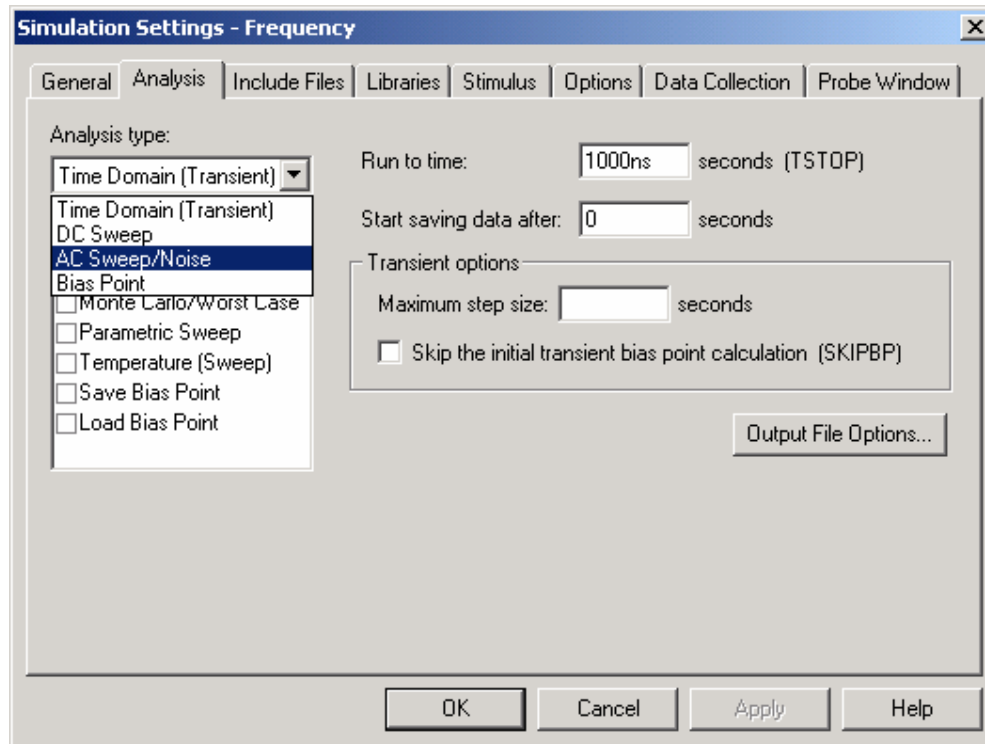 Simulation Settings - Frequency
General Analysis Include Files Libraries Stimulus Options Data Collection Probe Window
Analysis type:
Time Domain (Transient)
Time Domain (Transient)
DC Sweep
AC Sweep/Noise
Bias Point
Monte Carlo/Worst Case
Parametric Sweep
Temperature (Sweep)
Save Bias Point
Load Bias Point
Run to time: 1000ns seconds (TSTOP)
Start saving data after: 0 seconds
Transient options
Maximum step size: seconds
Skip the initial transient bias point calculation (SKIPBP)
Output File Options...
OK Cancel Apply Help